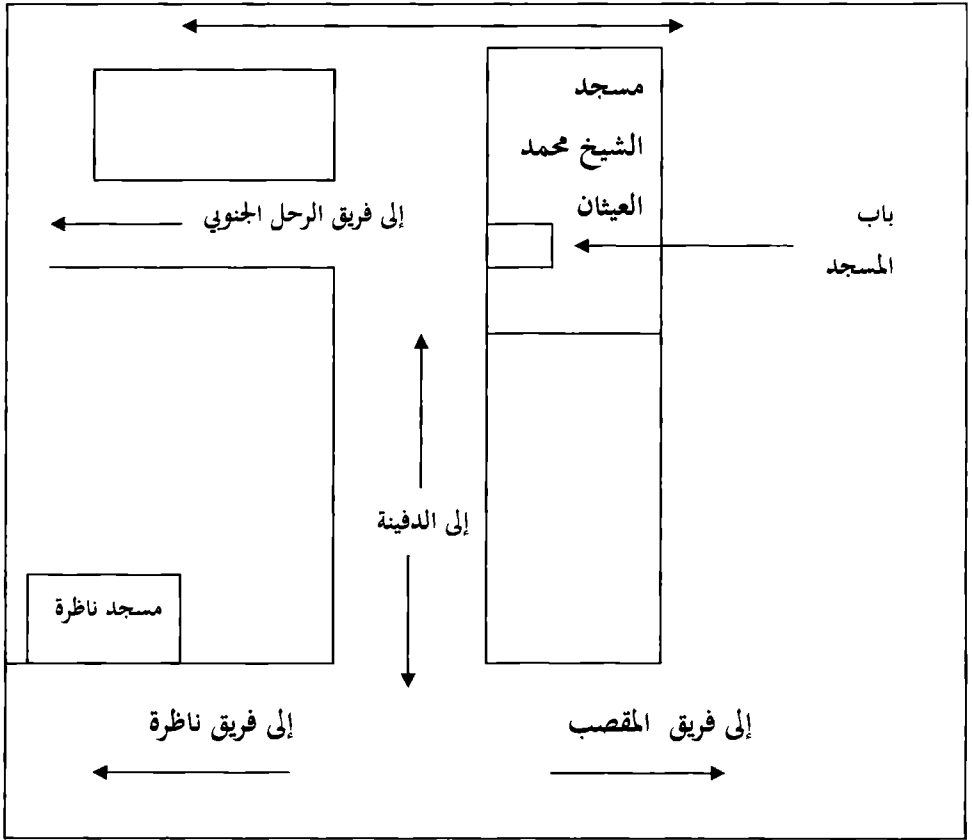 مسجد
الشيخ محمد
العيثان
باب
المسجد
إلى فريق الرحل الجنوبي
إلى الدفينة
مسجد ناظرة
إلى فريق المقصب
إلى فريق ناظرة